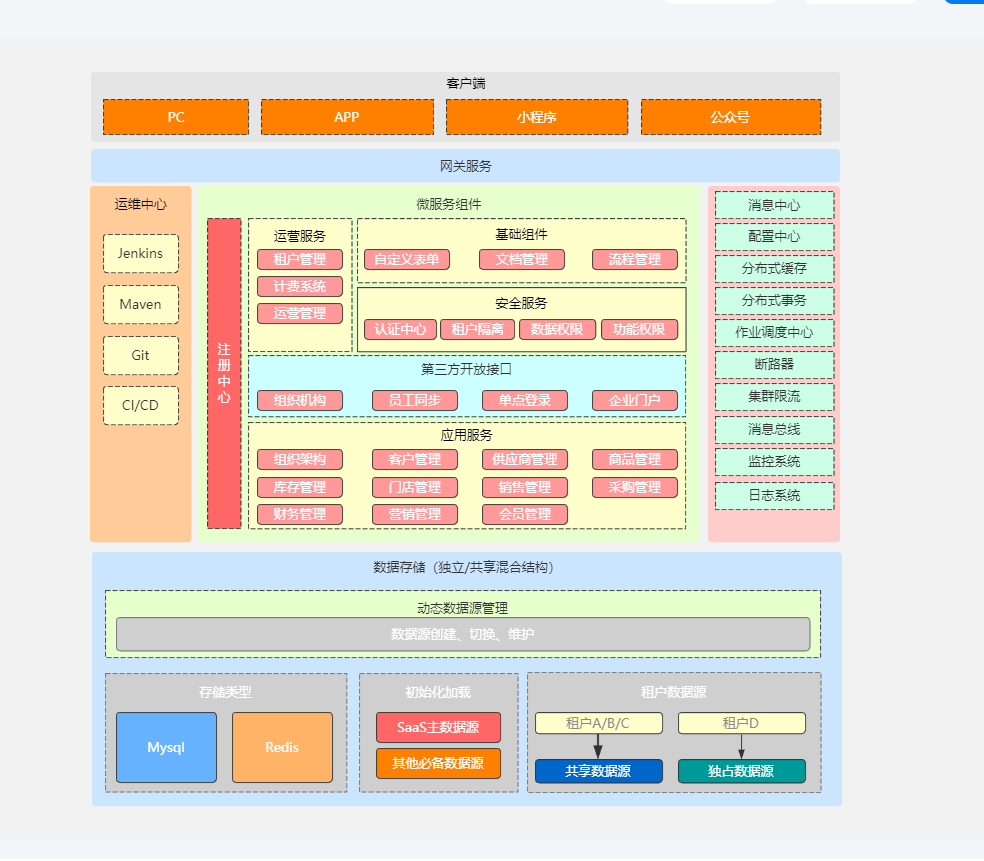 客户端
PC
APP
小程序
公众号
网关服务
运维中心
Jenkins
Maven
Git
CI/CD
微服务组件
注册中心
运营服务
租户管理
计费系统
运营管理
基础组件
自定义表单
文档管理
流程管理
安全服务
认证中心
租户隔离
数据权限
功能权限
第三方开放接口
组织机构
员工同步
单点登录
企业门户
应用服务
组织架构
客户管理
供应商管理
商品管理
库存管理
门店管理
销售管理
采购管理
财务管理
营销管理
会员管理
消息中心
配置中心
分布式缓存
分布式事务
作业调度中心
断路器
集群限流
消息总线
监控系统
日志系统
数据存储（独立/共享混合结构）
动态数据源管理
数据源创建、切换、维护
存储类型
Mysql
Redis
初始化加载
SaaS主数据源
其他必备数据源
租户数据源
租户A/B/C
租户D
共享数据源
独占数据源